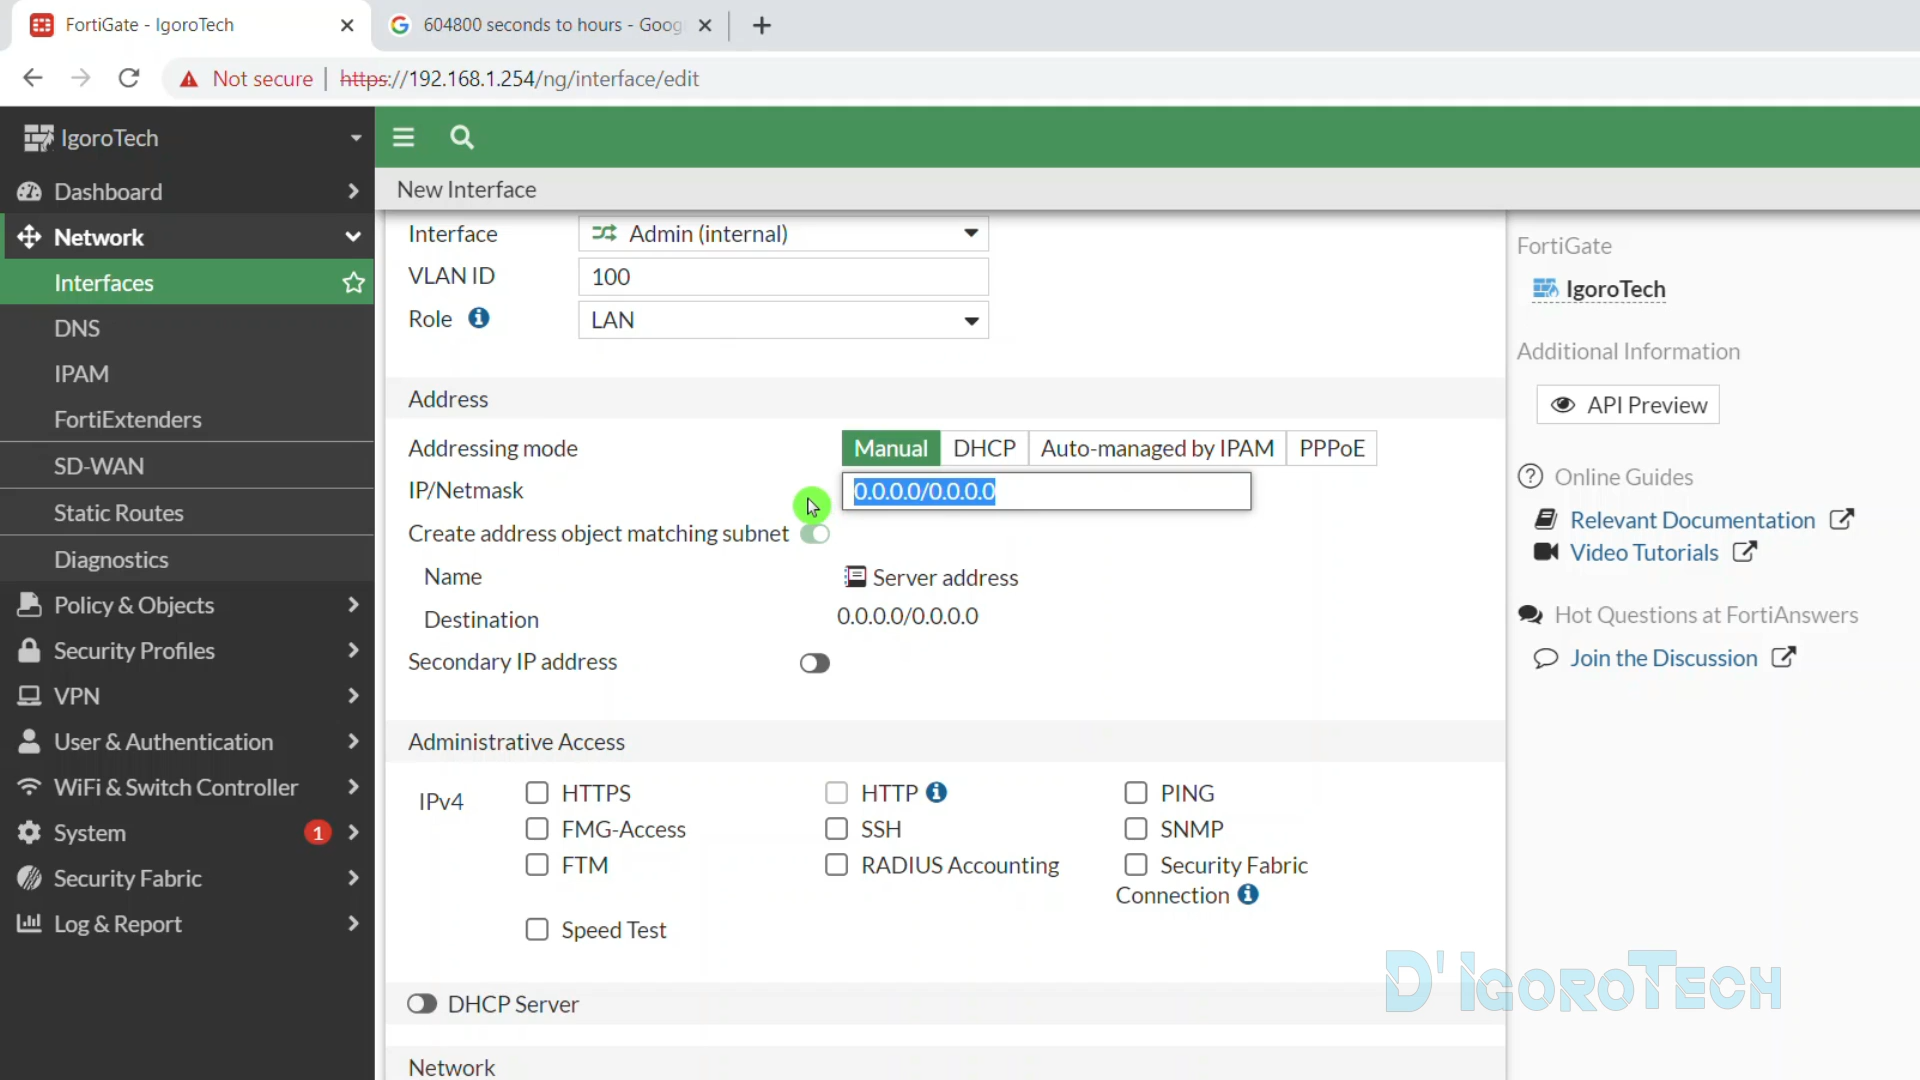 FortiGate - IgoroTech
604800 seconds to hours - Goog
Not secure | https://192.168.1.254/ng/interface/edit
IgoroTech
Dashboard
Network
Interfaces
DNS
IPAM
FortiExtenders
SD-WAN
Static Routes
Diagnostics
Policy & Objects
Security Profiles
VPN
User & Authentication
WiFi & Switch Controller
System 1
Security Fabric
Log & Report
New Interface
Interface Admin (internal)
VLAN ID 100
Role LAN
Address
Addressing mode Manual DHCP Auto-managed by IPAM PPPoE
IP/Netmask 0.0.0.0/0.0.0.0
Create address object matching subnet
Name Server address
Destination 0.0.0.0/0.0.0.0
Secondary IP address
Administrative Access
IPv4 HTTPS HTTP PING
FMG-Access SSH SNMP
FTM RADIUS Accounting Security Fabric
Connection
Speed Test
DHCP Server
Network
FortiGate
IgoroTech
Additional Information
API Preview
Online Guides
Relevant Documentation
Video Tutorials
Hot Questions at FortiAnswers
Join the Discussion
D'IGOROTECH